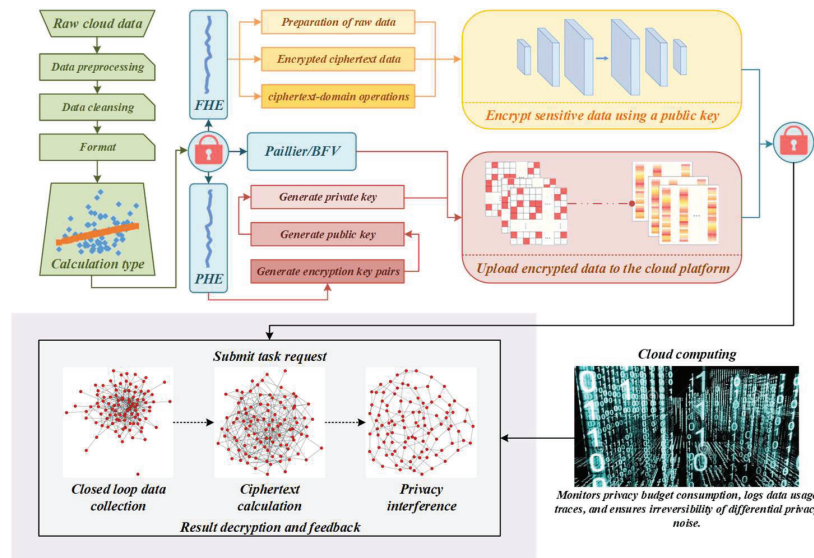 Raw cloud data
Data preprocessing
Data cleansing
Format
Calculation type
FHE
PHE
Preparation of raw data
Encrypted ciphertext data
ciphertext-domain operations
Pailier/BFV
Generate private key
Generate public key
Generate encryption key pairs
Encrypt sensitive data using a public key
Upload encrypted data to the cloud platform
Submit task request
Closed loop data
collection
Ciphertext
calculation
Privacy
interference
Result decryption and feedback
Cloud computing
Monitors privacy budget consumption, logs data usage
traces, and ensures irreversibility of differential privacy
noise.